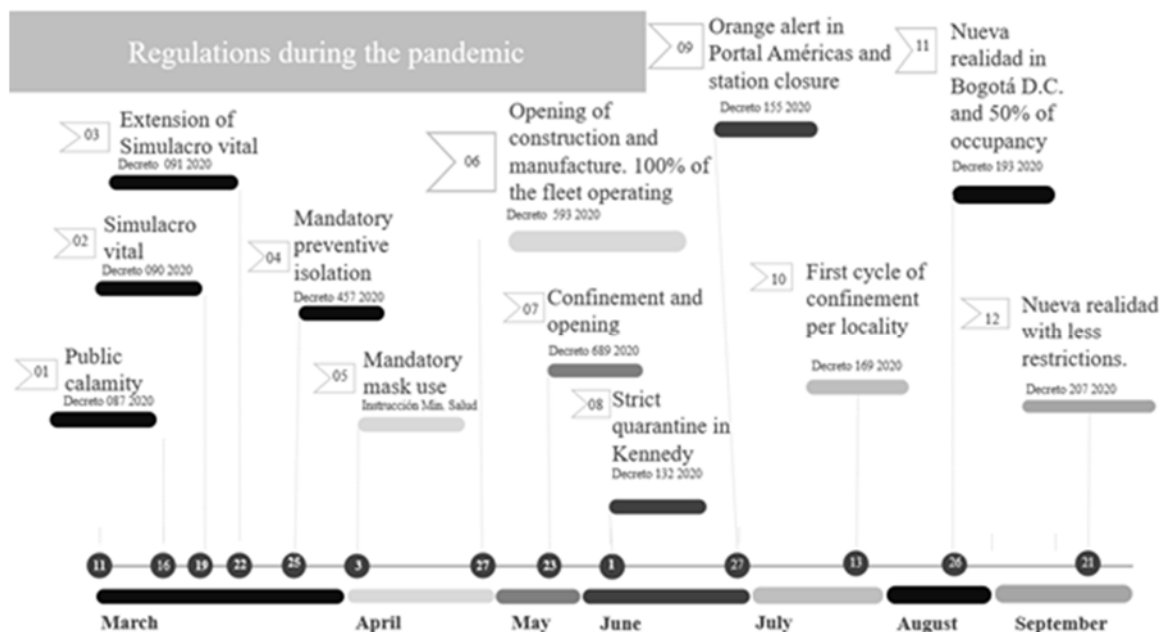 Regulations during the pandemic
01
Public
calamity
Decreto 087 2020
02
Simulacro
vital
Decreto 090 2020
03
Extension of
Simulacro vital
Decreto 091 2020
04
Mandatory
preventive
isolation
Decreto 457 2020
05
Mandatory
mask use
Instrucción Min. Salud
06
Opening of
construction and
manufacture. 100% of
the fleet operating
Decreto 593 2020
07
Confinement and
opening
Decreto 689 2020
08
Strict
quarantine in
Kennedy
Decreto 132 2020
09
Orange alert in
Portal Américas and
station closure
Decreto 155 2020
10
First cycle of
confinement
per locality
Decreto 169 2020
11
Nueva
realidad in
Bogotá D.C.
and 50% of
occupancy
Decreto 193 2020
12
Nueva realidad
with less
restrictions.
Decreto 207 2020
11 16 19 22 25 3 27 23 1 27 13 26 21
March April May June July August September